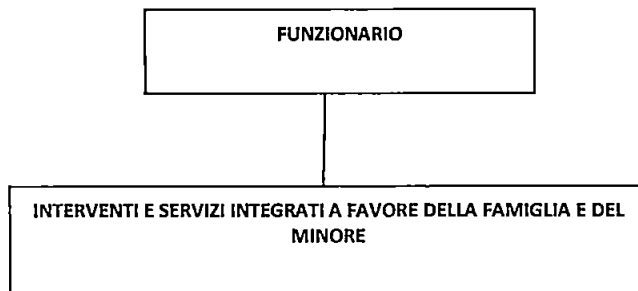 FUNZIONARIO
INTERVENTI E SERVIZI INTEGRATI A FAVORE DELLA FAMIGLIA E DEL
MINORE